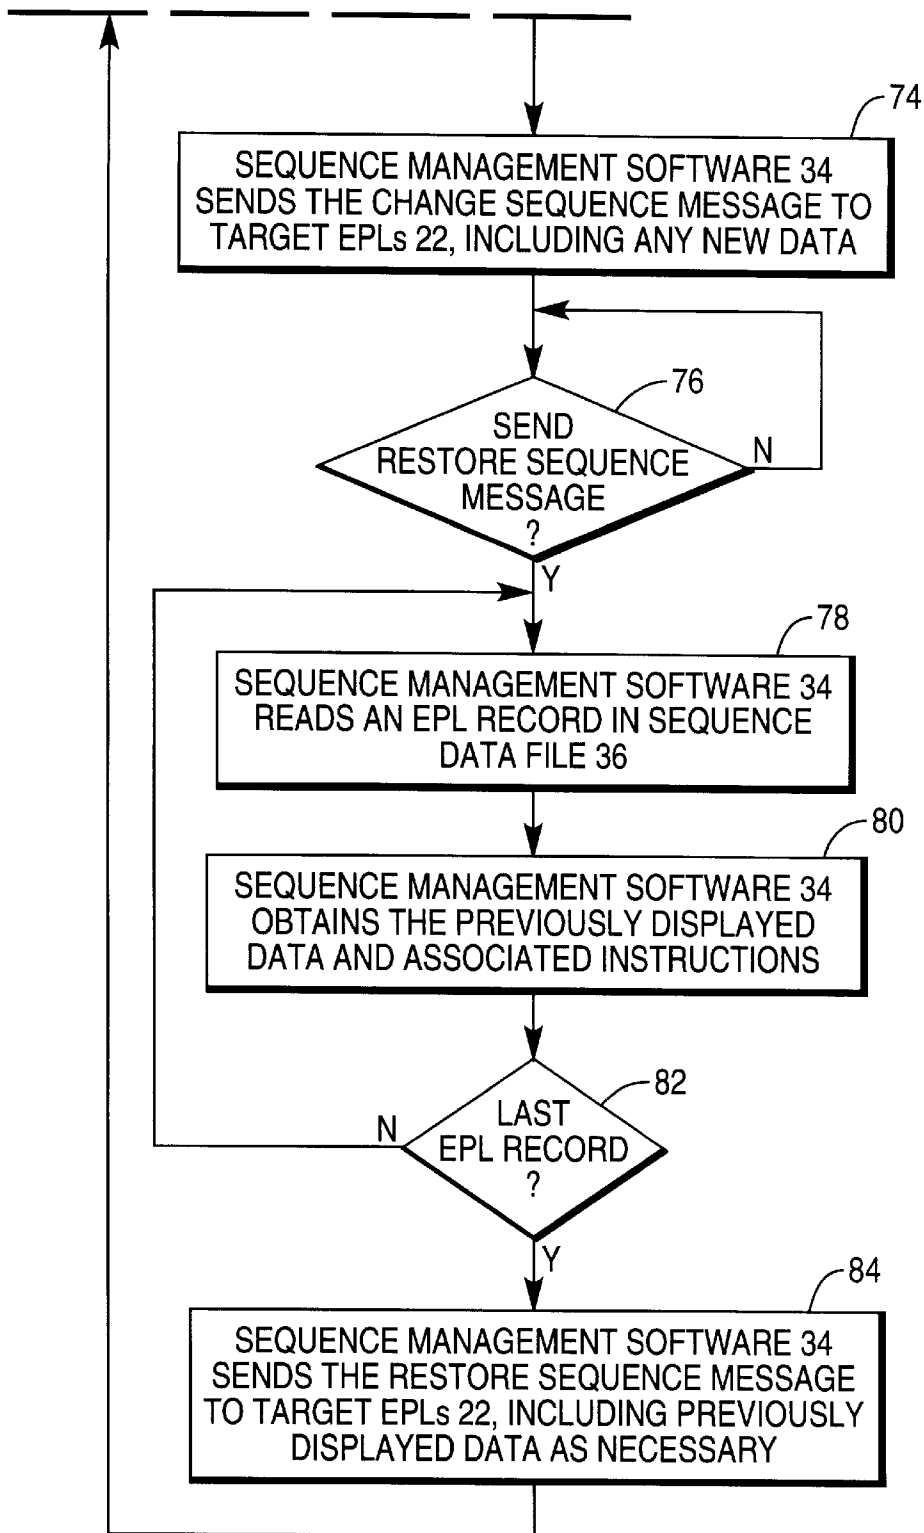 74
SEQUENCE MANAGEMENT SOFTWARE 34
SENDS THE CHANGE SEQUENCE MESSAGE TO
TARGET EPLs 22, INCLUDING ANY NEW DATA
76
SEND
RESTORE SEQUENCE
MESSAGE
?
N
Y
78
SEQUENCE MANAGEMENT SOFTWARE 34
READS AN EPL RECORD IN SEQUENCE
DATA FILE 36
80
SEQUENCE MANAGEMENT SOFTWARE 34
OBTAINS THE PREVIOUSLY DISPLAYED
DATA AND ASSOCIATED INSTRUCTIONS
82
LAST
EPL RECORD
?
N
Y
84
SEQUENCE MANAGEMENT SOFTWARE 34
SENDS THE RESTORE SEQUENCE MESSAGE
TO TARGET EPLs 22, INCLUDING PREVIOUSLY
DISPLAYED DATA AS NECESSARY